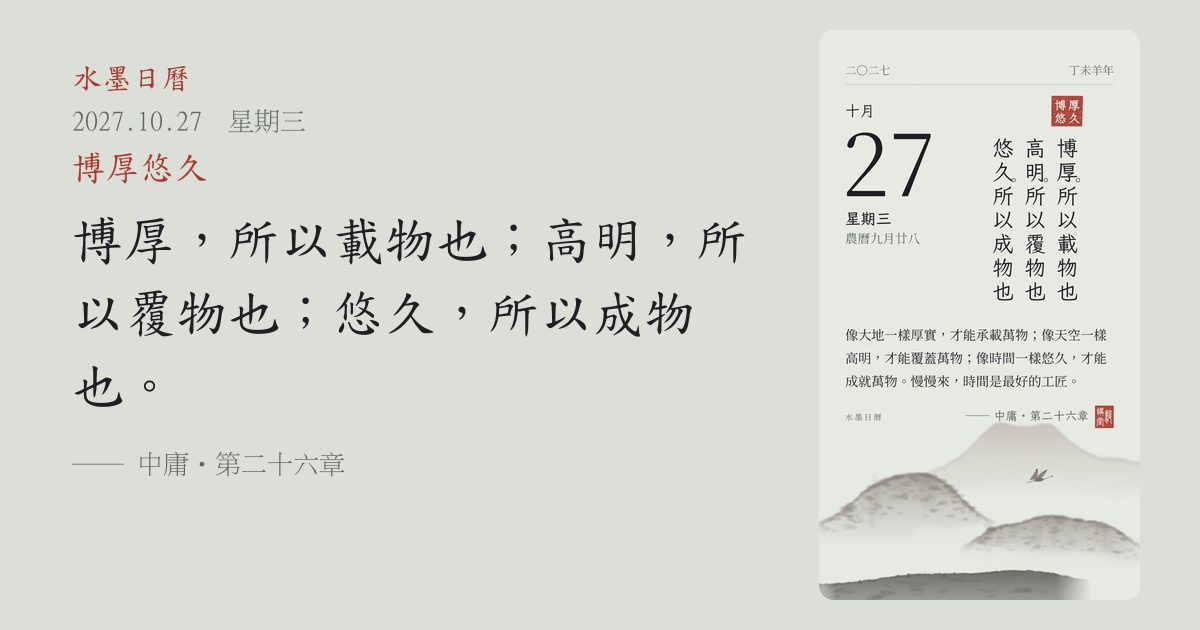 水墨日曆
2027.10.27 星期三
博厚悠久
博厚，所以載物也；高明，所
以覆物也；悠久，所以成物
也。
—— 中庸・第二十六章
二〇二七
丁未羊年
十月
27
星期三
農曆九月廿八
博厚悠久
博厚。所以載物也
高明。所以覆物也
悠久。所以成物也
像大地一樣厚實，才能承載萬物；像天空一樣
高明，才能覆蓋萬物；像時間一樣悠久，才能
成就萬物。慢慢來，時間是最好的工匠。
水墨日曆
—— 中庸・第二十六章